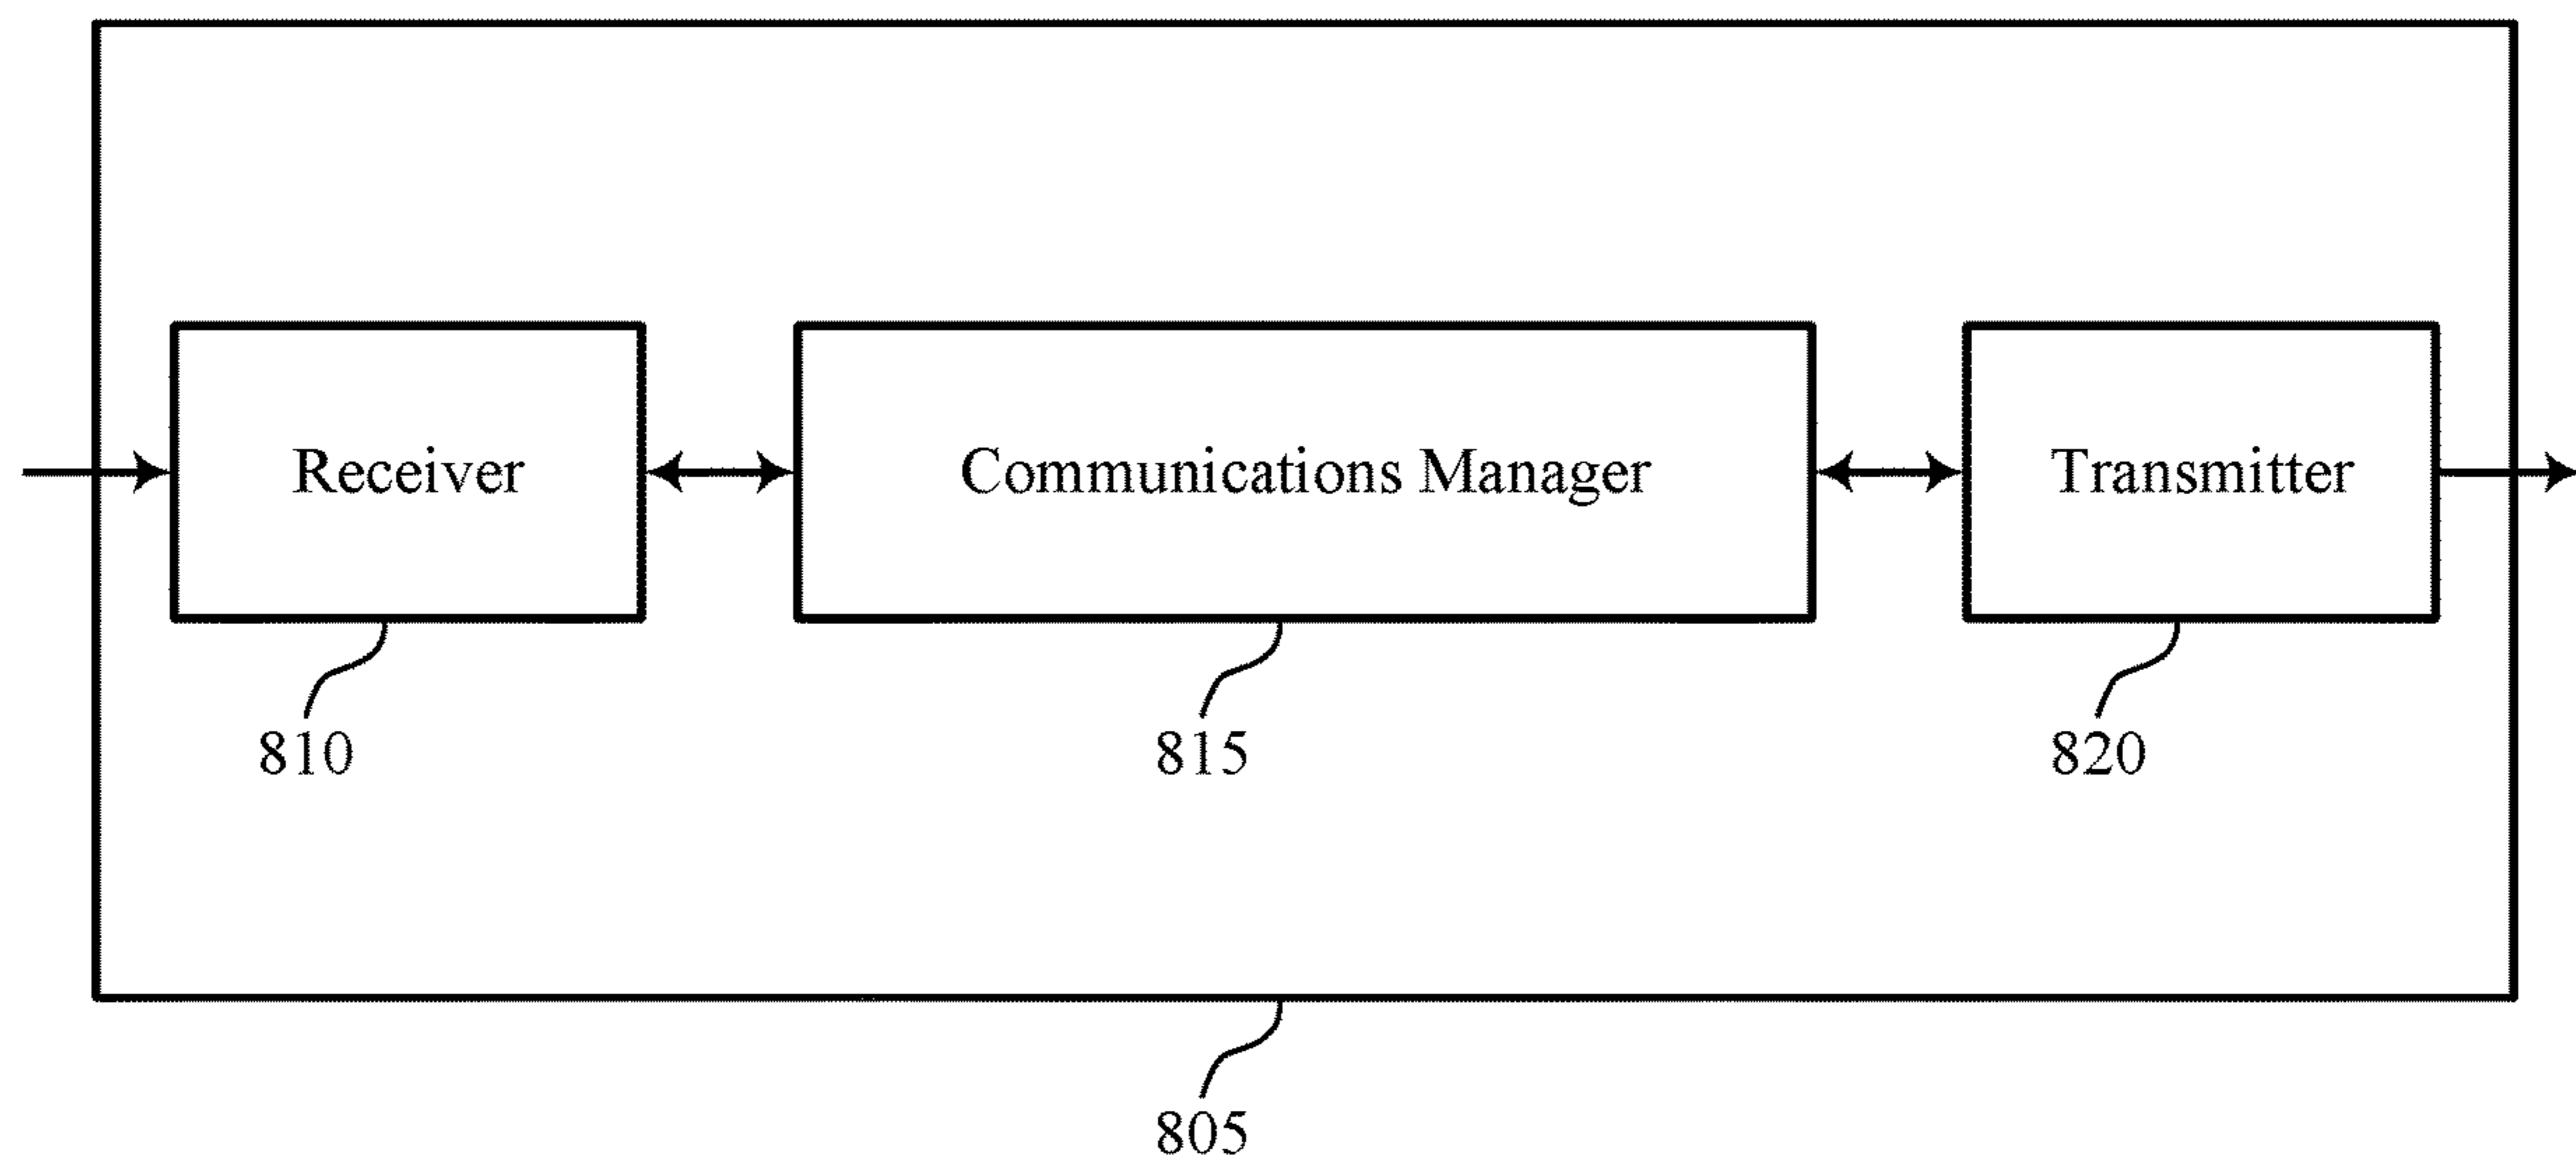 Receiver
Communications Manager
Transmitter
810
815
820
805